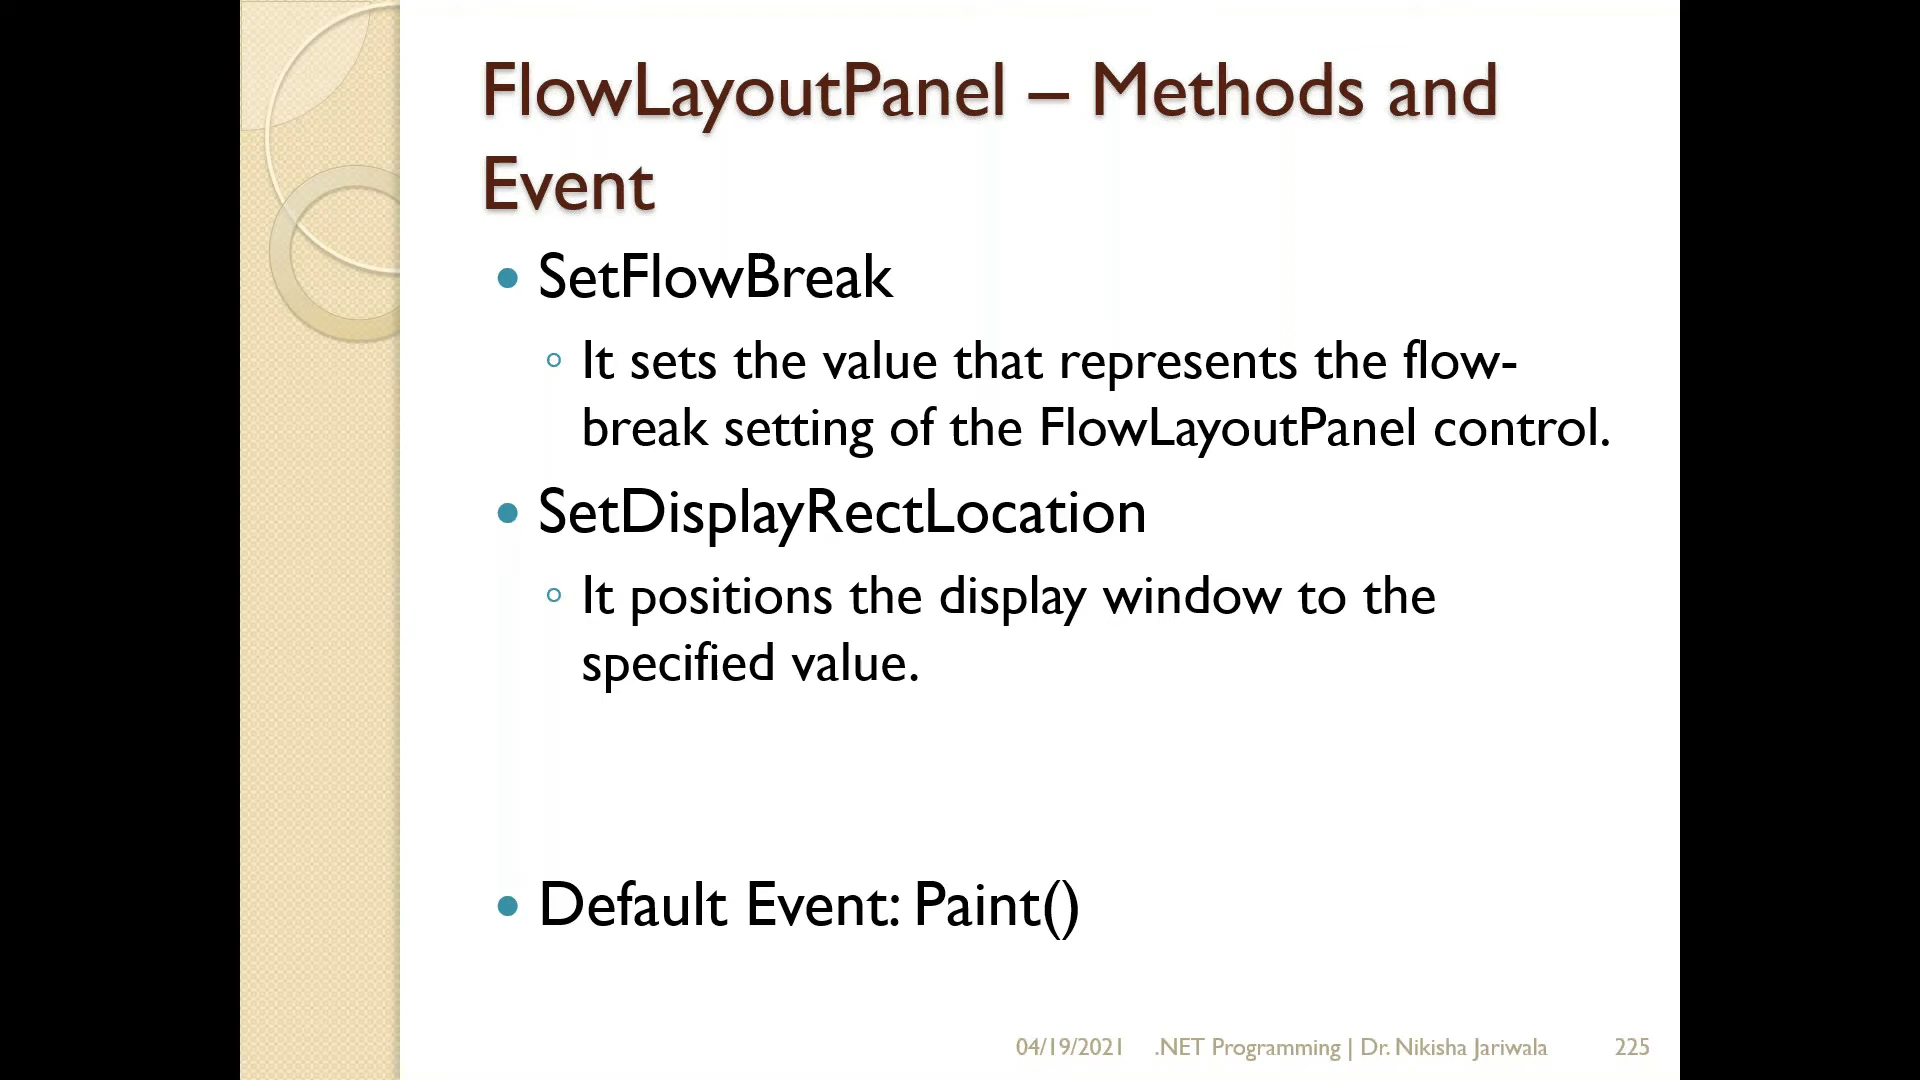 FlowLayoutPanel – Methods and
Event
• SetFlowBreak
◦ It sets the value that represents the flow-
break setting of the FlowLayoutPanel control.
• SetDisplayRectLocation
◦ It positions the display window to the
specified value.
• Default Event: Paint()
04/19/2021 .NET Programming | Dr. Nikisha Jariwala 225